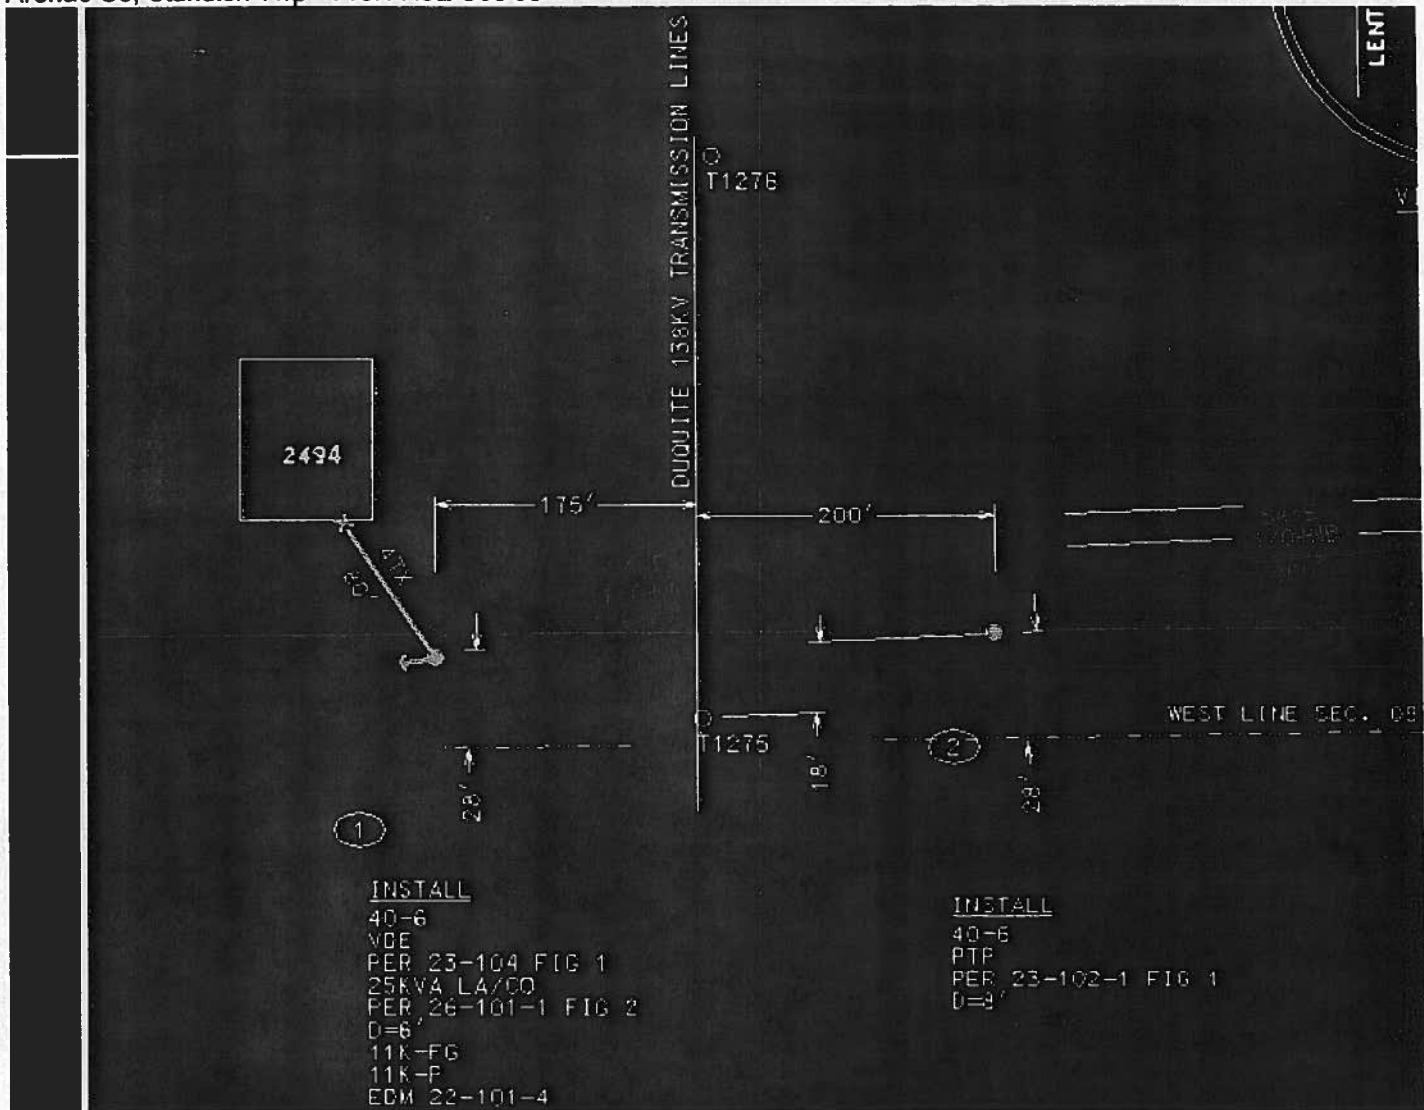 DUQUITE 138KV TRANSMISSION LINES
LENT
T1276
2494
175'
200'
ATX
80'
T1275
18'
WEST LINE SEC. 08
28'
28'
1
2
INSTALL
40-6
VDE
PER 23-104 FIG 1
25KVA LA/CO
PER 26-101-1 FIG 2
D=6'
11K-FG
11K-P
EDM 22-101-4
INSTALL
40-6
PTP
PER 23-102-1 FIG 1